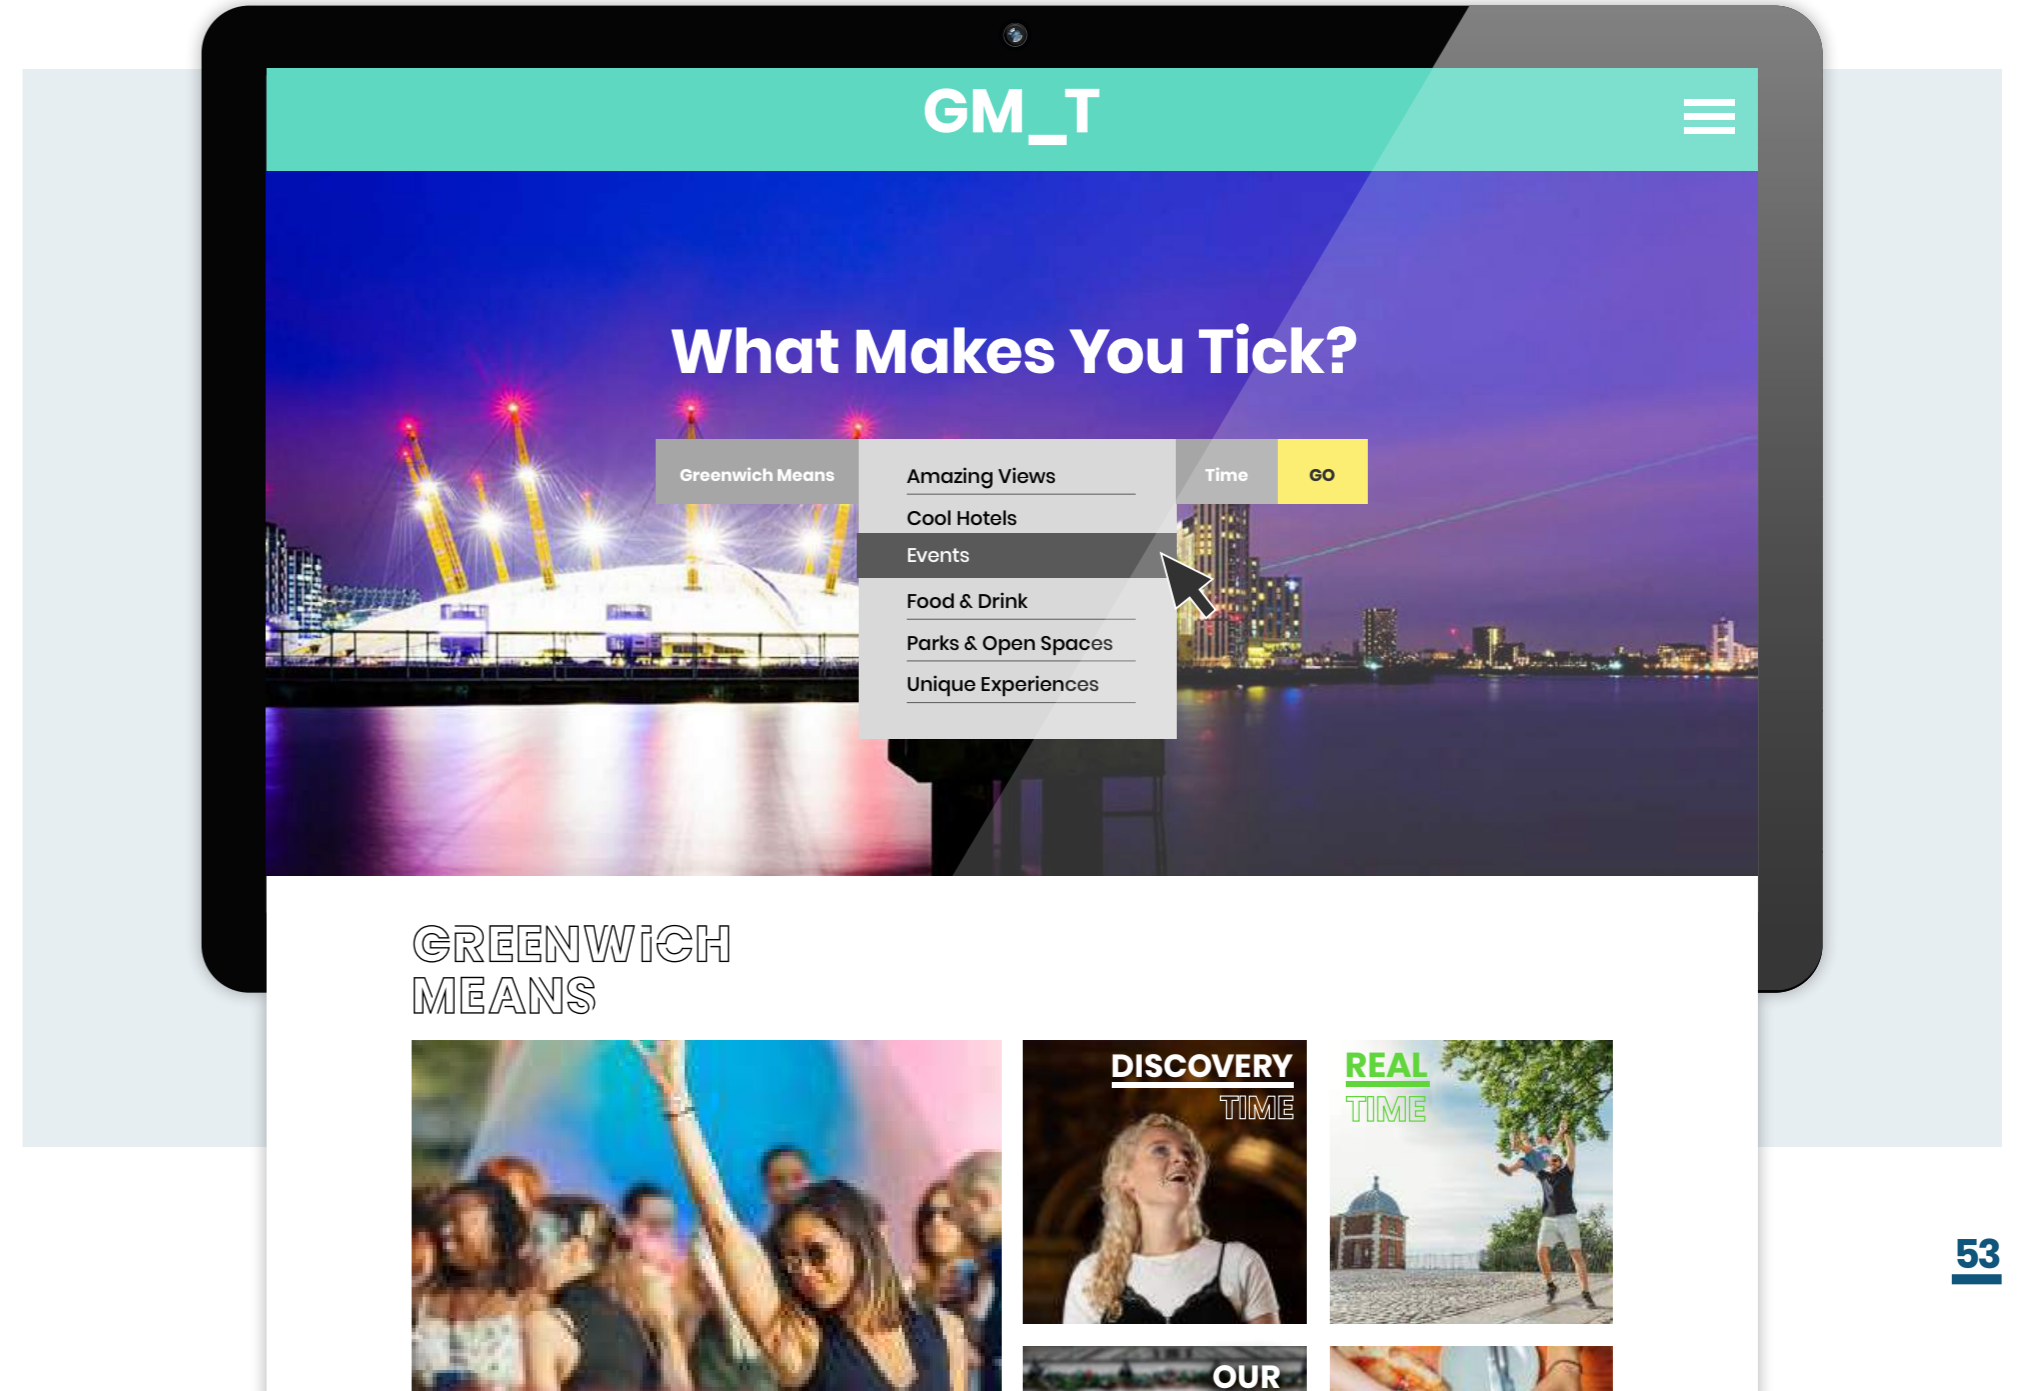 GM_T
What Makes You Tick?
Greenwich Means
Amazing Views
Time
GO
Cool Hotels
Events
Food & Drink
Parks & Open Spaces
Unique Experiences
GREENWiCH
MEANS
DISCOVERY
TIME
REAL
TIME
53
OUR